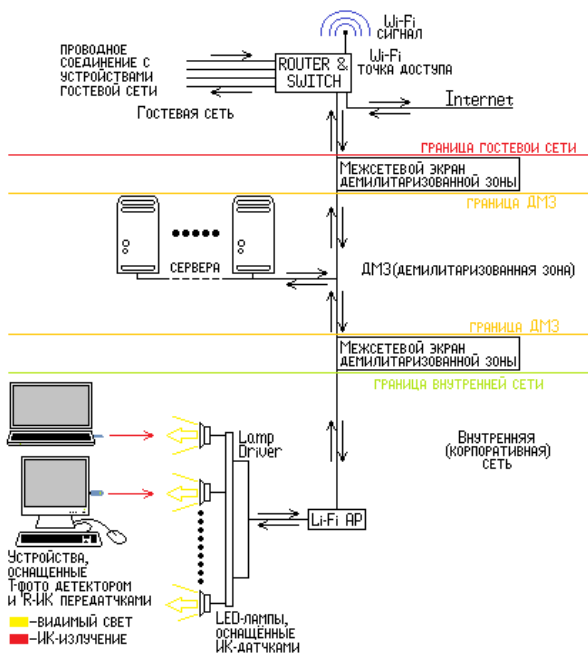 Wi-Fi
СИГНАЛ
ПРОВОДНОЕ
СОЕДИНЕНИЕ С
УСТРОЙСТВАМИ
ГОСТЕВОЙ СЕТИ
ROUTER &
SWITCH
Wi-Fi
ТОЧКА ДОСТУПА
Internet
ГОСТЕВАЯ СЕТЬ
ГРАНИЦА ГОСТЕВОЙ СЕТИ
МЕЖСЕТЕВОЙ ЭКРАН
ДЕМИЛИТАРИЗОВАННОЙ ЗОНЫ
ГРАНИЦА ДМЗ
СЕРВЕРА
ДМЗ(ДЕМИЛИТАРИЗОВАННАЯ ЗОНА)
ГРАНИЦА ДМЗ
МЕЖСЕТЕВОЙ ЭКРАН
ДЕМИЛИТАРИЗОВАННОЙ ЗОНЫ
ГРАНИЦА ВНУТРЕННЕЙ СЕТИ
Lamp
Driver
ВНУТРЕННЯЯ
(КОРПОРАТИВНАЯ)
СЕТЬ
Li-Fi AP
УСТРОЙСТВА,
ОСНАЩЕННЫЕ
Т-ФОТО ДЕТЕКТОРОМ
И 'R-ИК ПЕРЕДАТЧКАМИ
-ВИДИМЫЙ СВЕТ
-ИК-ИЗЛУЧЕНИЕ
LED-ЛАМПЫ,
ОСНАЩЁННЫЕ
ИК-ДАТЧИКАМИ